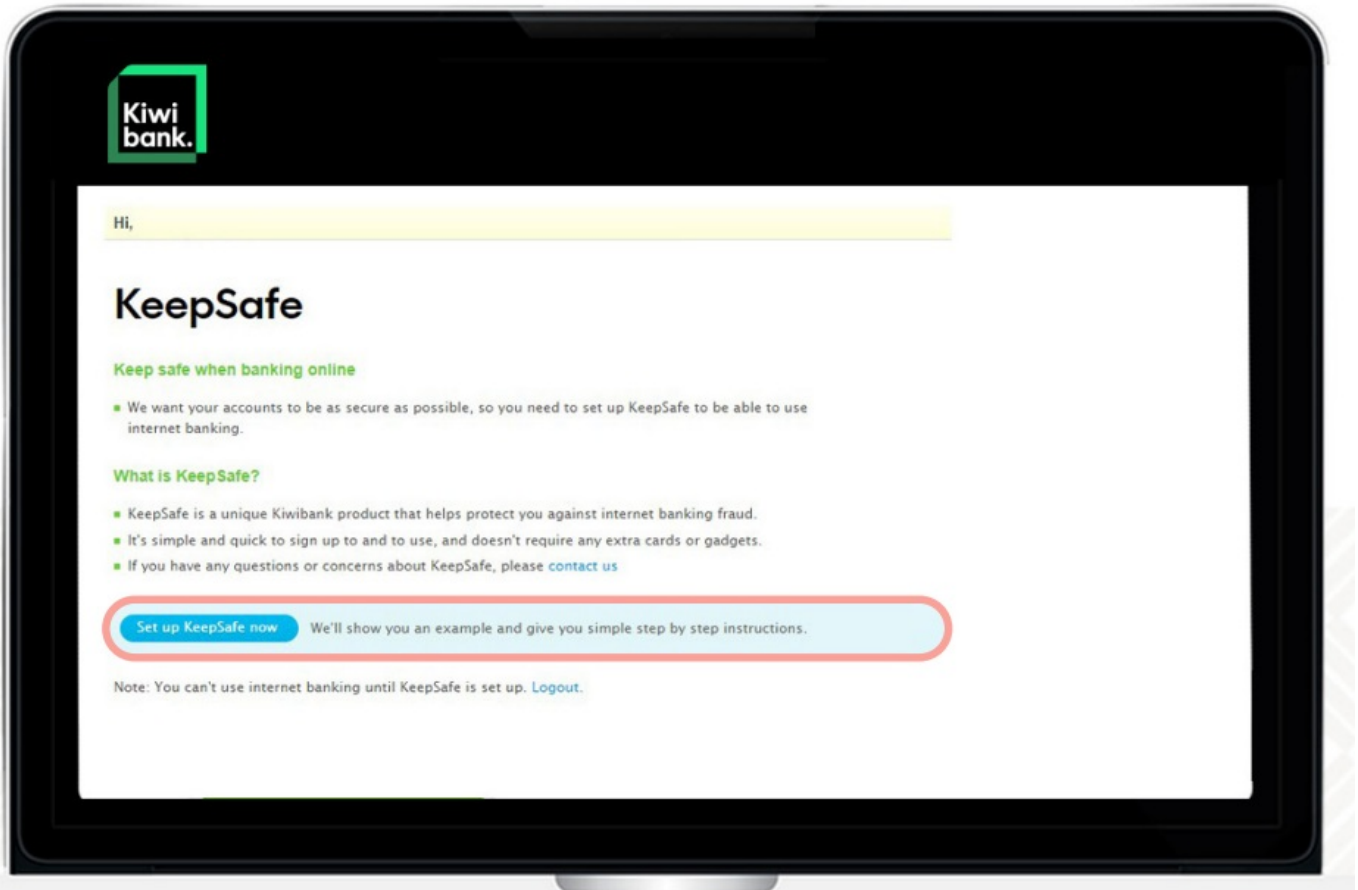 Kiwi
bank.
Hi,
KeepSafe
Keep safe when banking online
We want your accounts to be as secure as possible, so you need to set up KeepSafe to be able to use
internet banking.
What is KeepSafe?
KeepSafe is a unique Kiwibank product that helps protect you against internet banking fraud.
It's simple and quick to sign up to and to use, and doesn't require any extra cards or gadgets.
If you have any questions or concerns about KeepSafe, please contact us
Set up KeepSafe now We'll show you an example and give you simple step by step instructions.
Note: You can't use internet banking until KeepSafe is set up. Logout.